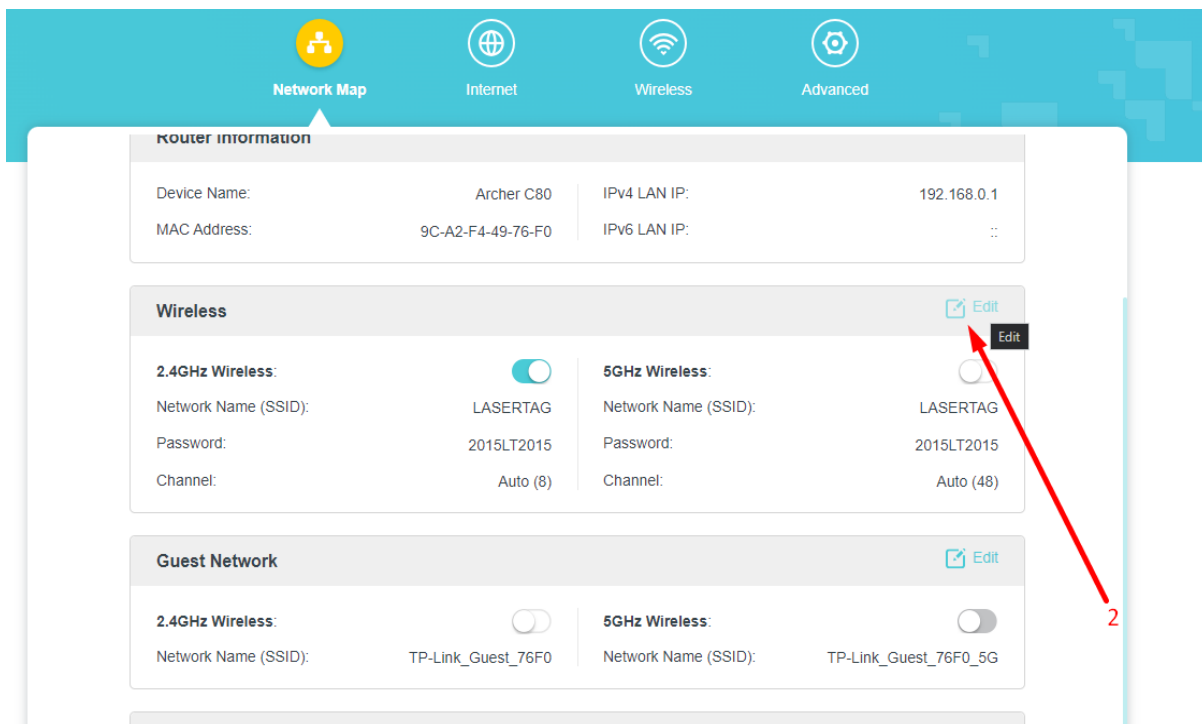 Network Map Internet Wireless Advanced
Router Information
Device Name: Archer C80 IPv4 LAN IP: 192.168.0.1
MAC Address: 9C-A2-F4-49-76-F0 IPv6 LAN IP: ::
Wireless Edit
Edit
2.4GHz Wireless: 5GHz Wireless:
Network Name (SSID): LASERTAG Network Name (SSID): LASERTAG
Password: 2015LT2015 Password: 2015LT2015
Channel: Auto (8) Channel: Auto (48)
Guest Network Edit
2.4GHz Wireless: 5GHz Wireless:
2
Network Name (SSID): TP-Link_Guest_76F0 Network Name (SSID): TP-Link_Guest_76F0_5G